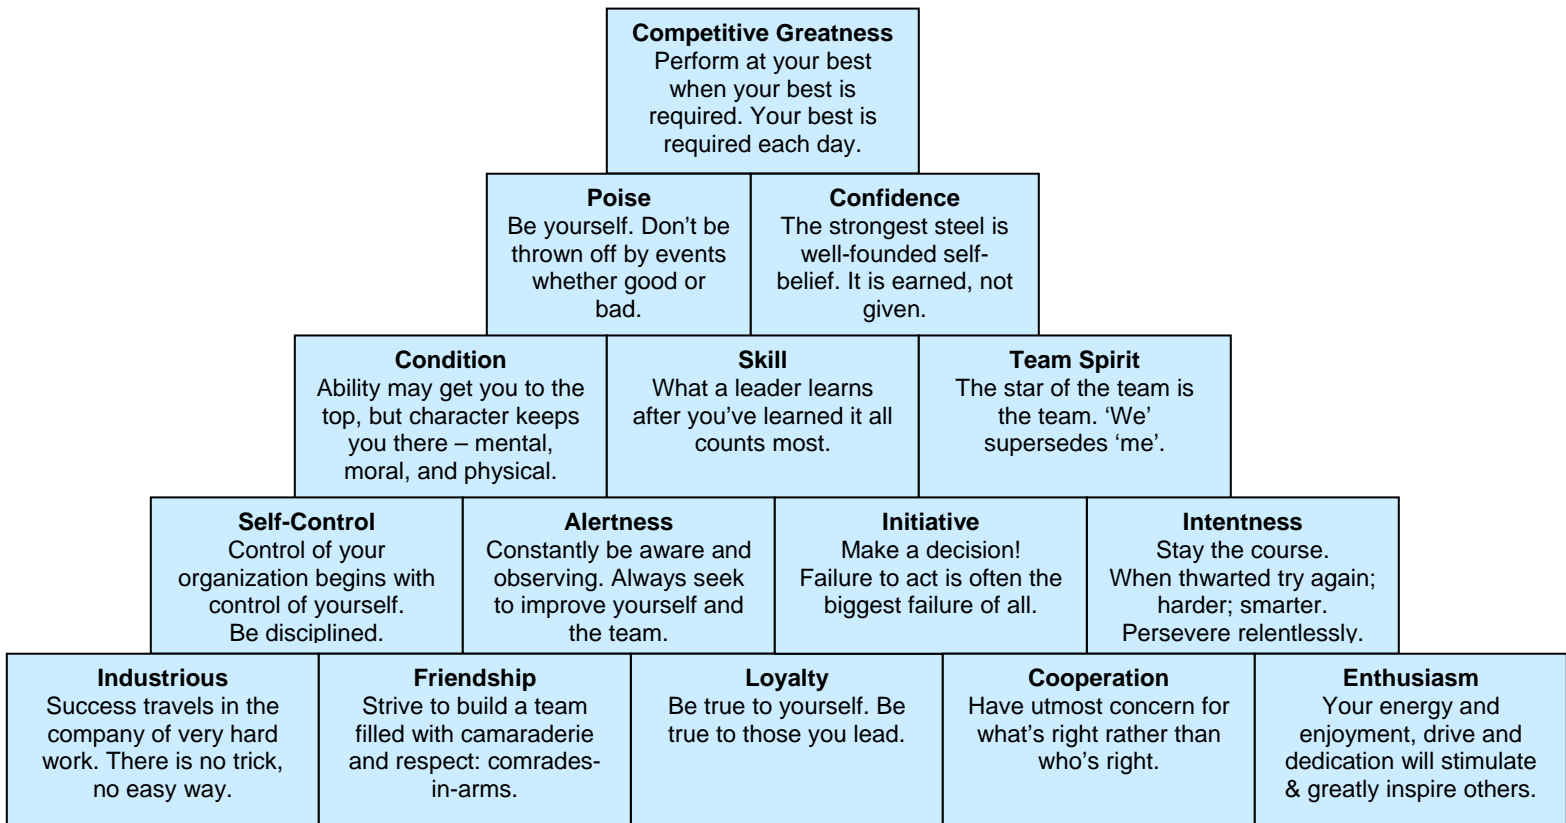 Competitive Greatness
Perform at your best
when your best is
required. Your best is
required each day.
Poise
Be yourself. Don’t be
thrown off by events
whether good or
bad.
Confidence
The strongest steel is
well-founded self-
belief. It is earned, not
given.
Condition
Ability may get you to the
top, but character keeps
you there – mental,
moral, and physical.
Skill
What a leader learns
after you’ve learned it all
counts most.
Team Spirit
The star of the team is
the team. ‘We’
supersedes ‘me’.
Self-Control
Control of your
organization begins with
control of yourself.
Be disciplined.
Alertness
Constantly be aware and
observing. Always seek
to improve yourself and
the team.
Initiative
Make a decision!
Failure to act is often the
biggest failure of all.
Intentness
Stay the course.
When thwarted try again;
harder; smarter.
Persevere relentlessly.
Industrious
Success travels in the
company of very hard
work. There is no trick,
no easy way.
Friendship
Strive to build a team
filled with camaraderie
and respect: comrades-
in-arms.
Loyalty
Be true to yourself. Be
true to those you lead.
Cooperation
Have utmost concern for
what’s right rather than
who’s right.
Enthusiasm
Your energy and
enjoyment, drive and
dedication will stimulate
& greatly inspire others.